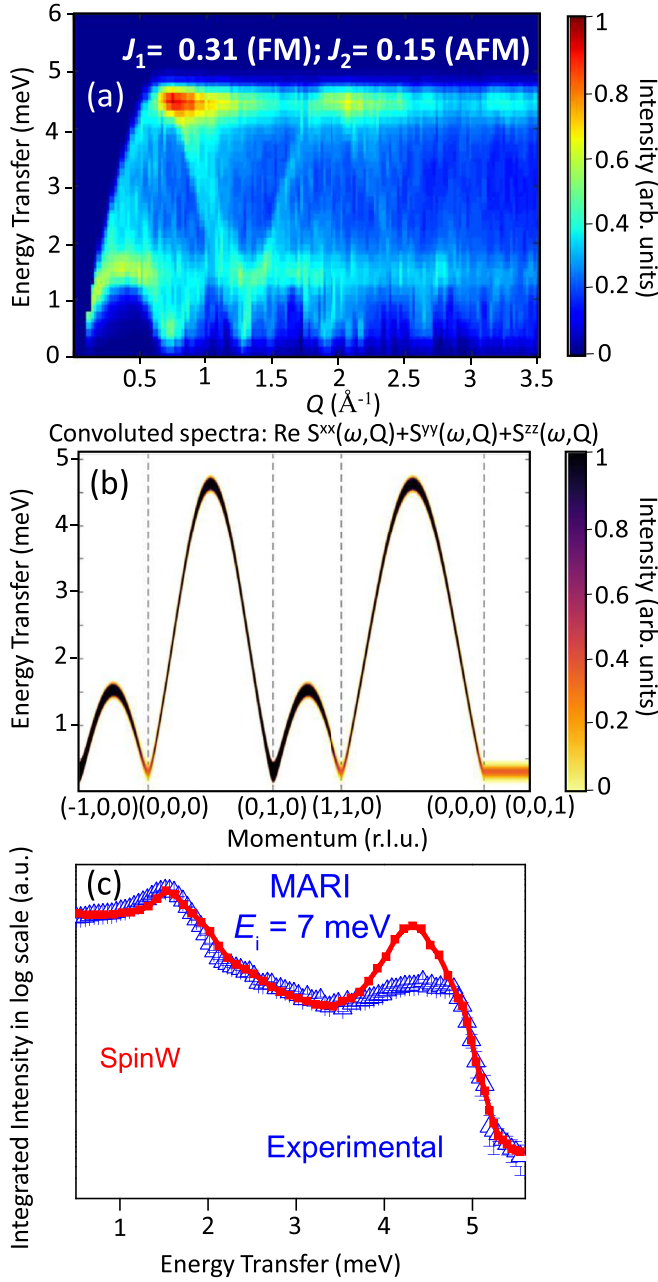 J1= 0.31 (FM); J2 = 0.15 (AFM)
(a)
Energy Transfer (meV)
6
5
4
3
2
1
0
0.5
1
1.5
2
2.5
3
3.5
Q (Å-1)
1
0.8
0.6
0.4
0.2
0
Intensity (arb. units)
Convoluted spectra: Re Sxx(ω,Q)+Syy(ω,Q)+Szz(ω,Q)
(b)
Energy Transfer (meV)
5
4
3
2
1
(-1,0,0)
(0,0,0)
(0,1,0)
(1,1,0)
(0,0,0)
(0,0,1)
Momentum (r.l.u.)
1
0.8
0.6
0.4
0.2
0
Intensity (arb. units)
(c)
MARI
Ei = 7 meV
SpinW
Experimental
Integrated Intensity in log scale (a.u.)
1
2
3
4
5
Energy Transfer (meV)